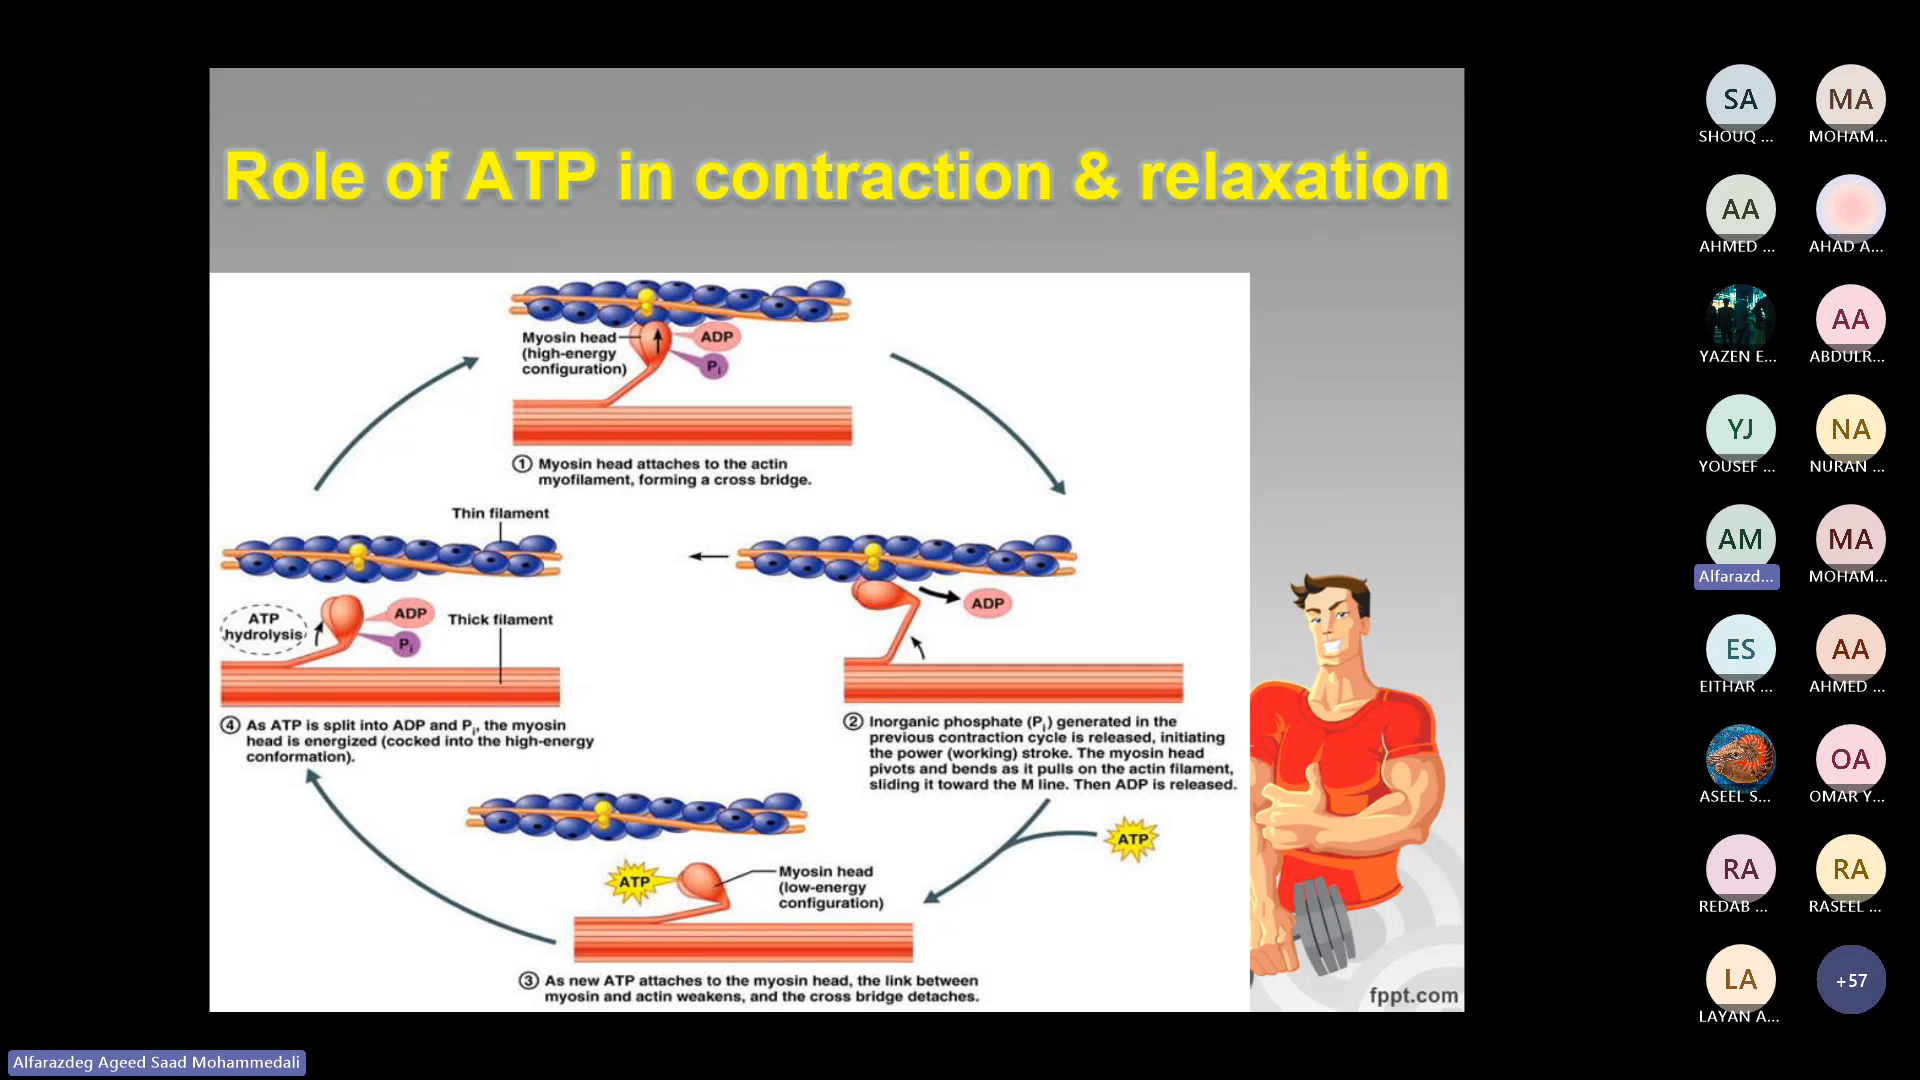 Role of ATP in contraction & relaxation
Myosin head
(high-energy
configuration)
ADP
Pi
① Myosin head attaches to the actin
myofilament, forming a cross bridge.
Thin filament
ATP
hydrolysis
ADP
Pi
Thick filament
④ As ATP is split into ADP and Pi, the myosin
head is energized (cocked into the high-energy
conformation).
ADP
② Inorganic phosphate (Pi) generated in the
previous contraction cycle is released, initiating
the power (working) stroke. The myosin head
pivots and bends as it pulls on the actin filament,
sliding it toward the M line. Then ADP is released.
ATP
ATP
Myosin head
(low-energy
configuration)
③ As new ATP attaches to the myosin head, the link between
myosin and actin weakens, and the cross bridge detaches.
fppt.com
SA
SHOUQ ...
MA
MOHAM...
AA
AHMED ...
AHAD A...
YAZEN E...
AA
ABDULR...
YJ
YOUSEF ...
NA
NURAN ...
AM
Alfarazd...
MA
MOHAM...
ES
EITHAR ...
AA
AHMED ...
ASEEL S...
OA
OMAR Y...
RA
REDAB ...
RA
RASEEL ...
LA
LAYAN A...
+57
Alfarazdeg Ageed Saad Mohammedali